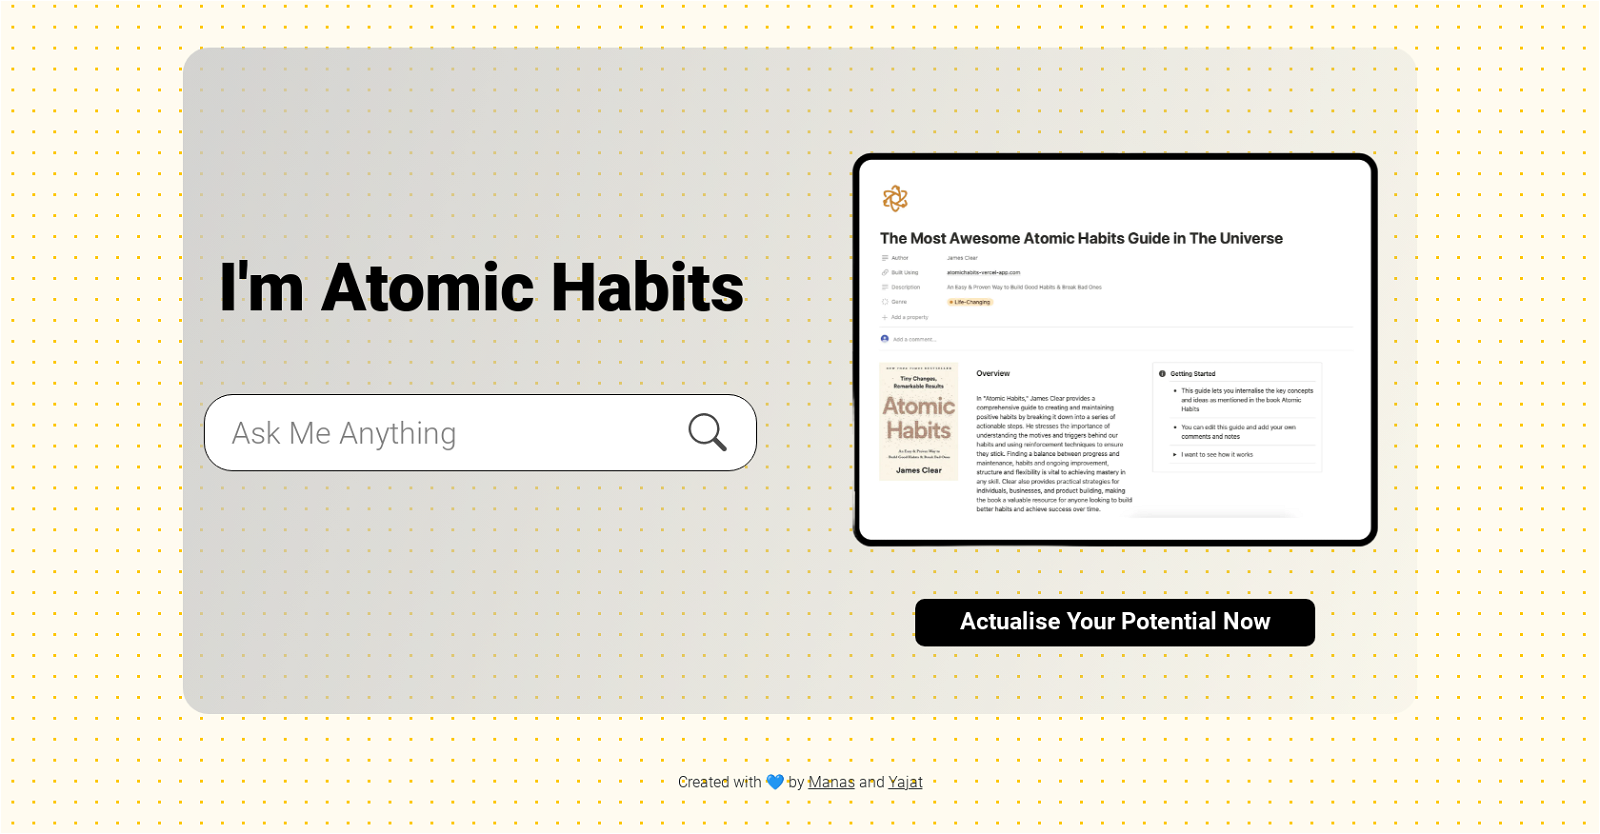 I'm Atomic Habits
Ask Me Anything
The Most Awesome Atomic Habits Guide in The Universe
Author James Clear
Built Using atomichabits-vercel-app.com
Description An Easy & Proven Way to Build Good Habits & Break Bad Ones
Genre Life-Changing
Add a property
Add a comment...
NEW YORK TIMES BESTSELLER
Tiny Changes,
Remarkable Results
Atomic
Habits
An Easy & Proven Way to
Build Good Habits & Break Bad Ones
James Clear
Overview
In "Atomic Habits," James Clear provides a
comprehensive guide to creating and maintaining
positive habits by breaking it down into a series of
actionable steps. He stresses the importance of
understanding the motives and triggers behind our
habits and using reinforcement techniques to ensure
they stick. Finding a balance between progress and
maintenance, habits and ongoing improvement,
structure and flexibility is vital to achieving mastery in
any skill. Clear also provides practical strategies for
individuals, businesses, and product building, making
the book a valuable resource for anyone looking to build
better habits and achieve success over time.
Getting Started
This guide lets you internalise the key concepts
and ideas as mentioned in the book Atomic
Habits
You can edit this guide and add your own
comments and notes
I want to see how it works
Actualise Your Potential Now
Created with 💙 by Manas and Yajat